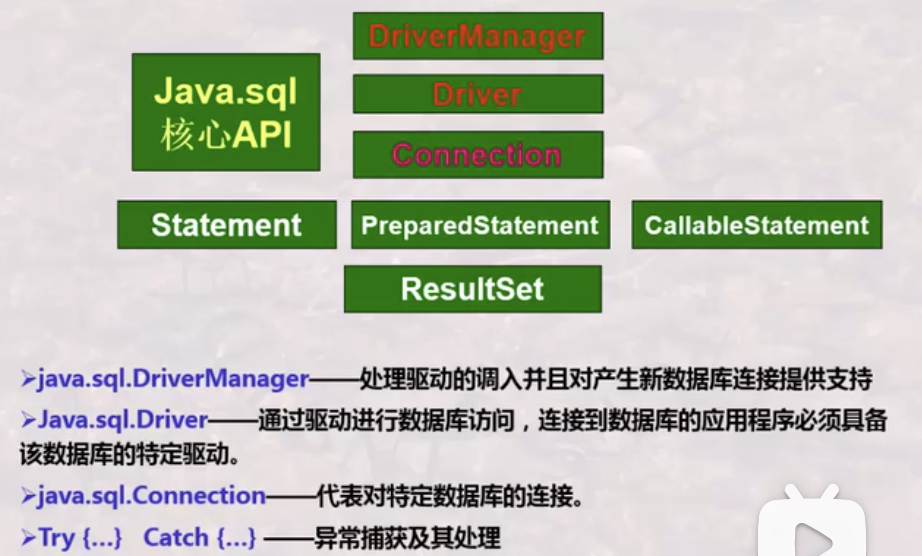 DriverManager
Java.sql
核心API
Driver
Connection
Statement
PreparedStatement
CallableStatement
ResultSet
➢java.sql.DriverManager——处理驱动的调入并且对产生新数据库连接提供支持
➢Java.sql.Driver——通过驱动进行数据库访问，连接到数据库的应用程序必须具备
该数据库的特定驱动。
➢java.sql.Connection——代表对特定数据库的连接。
➢Try {...}   Catch {...} ——异常捕获及其处理